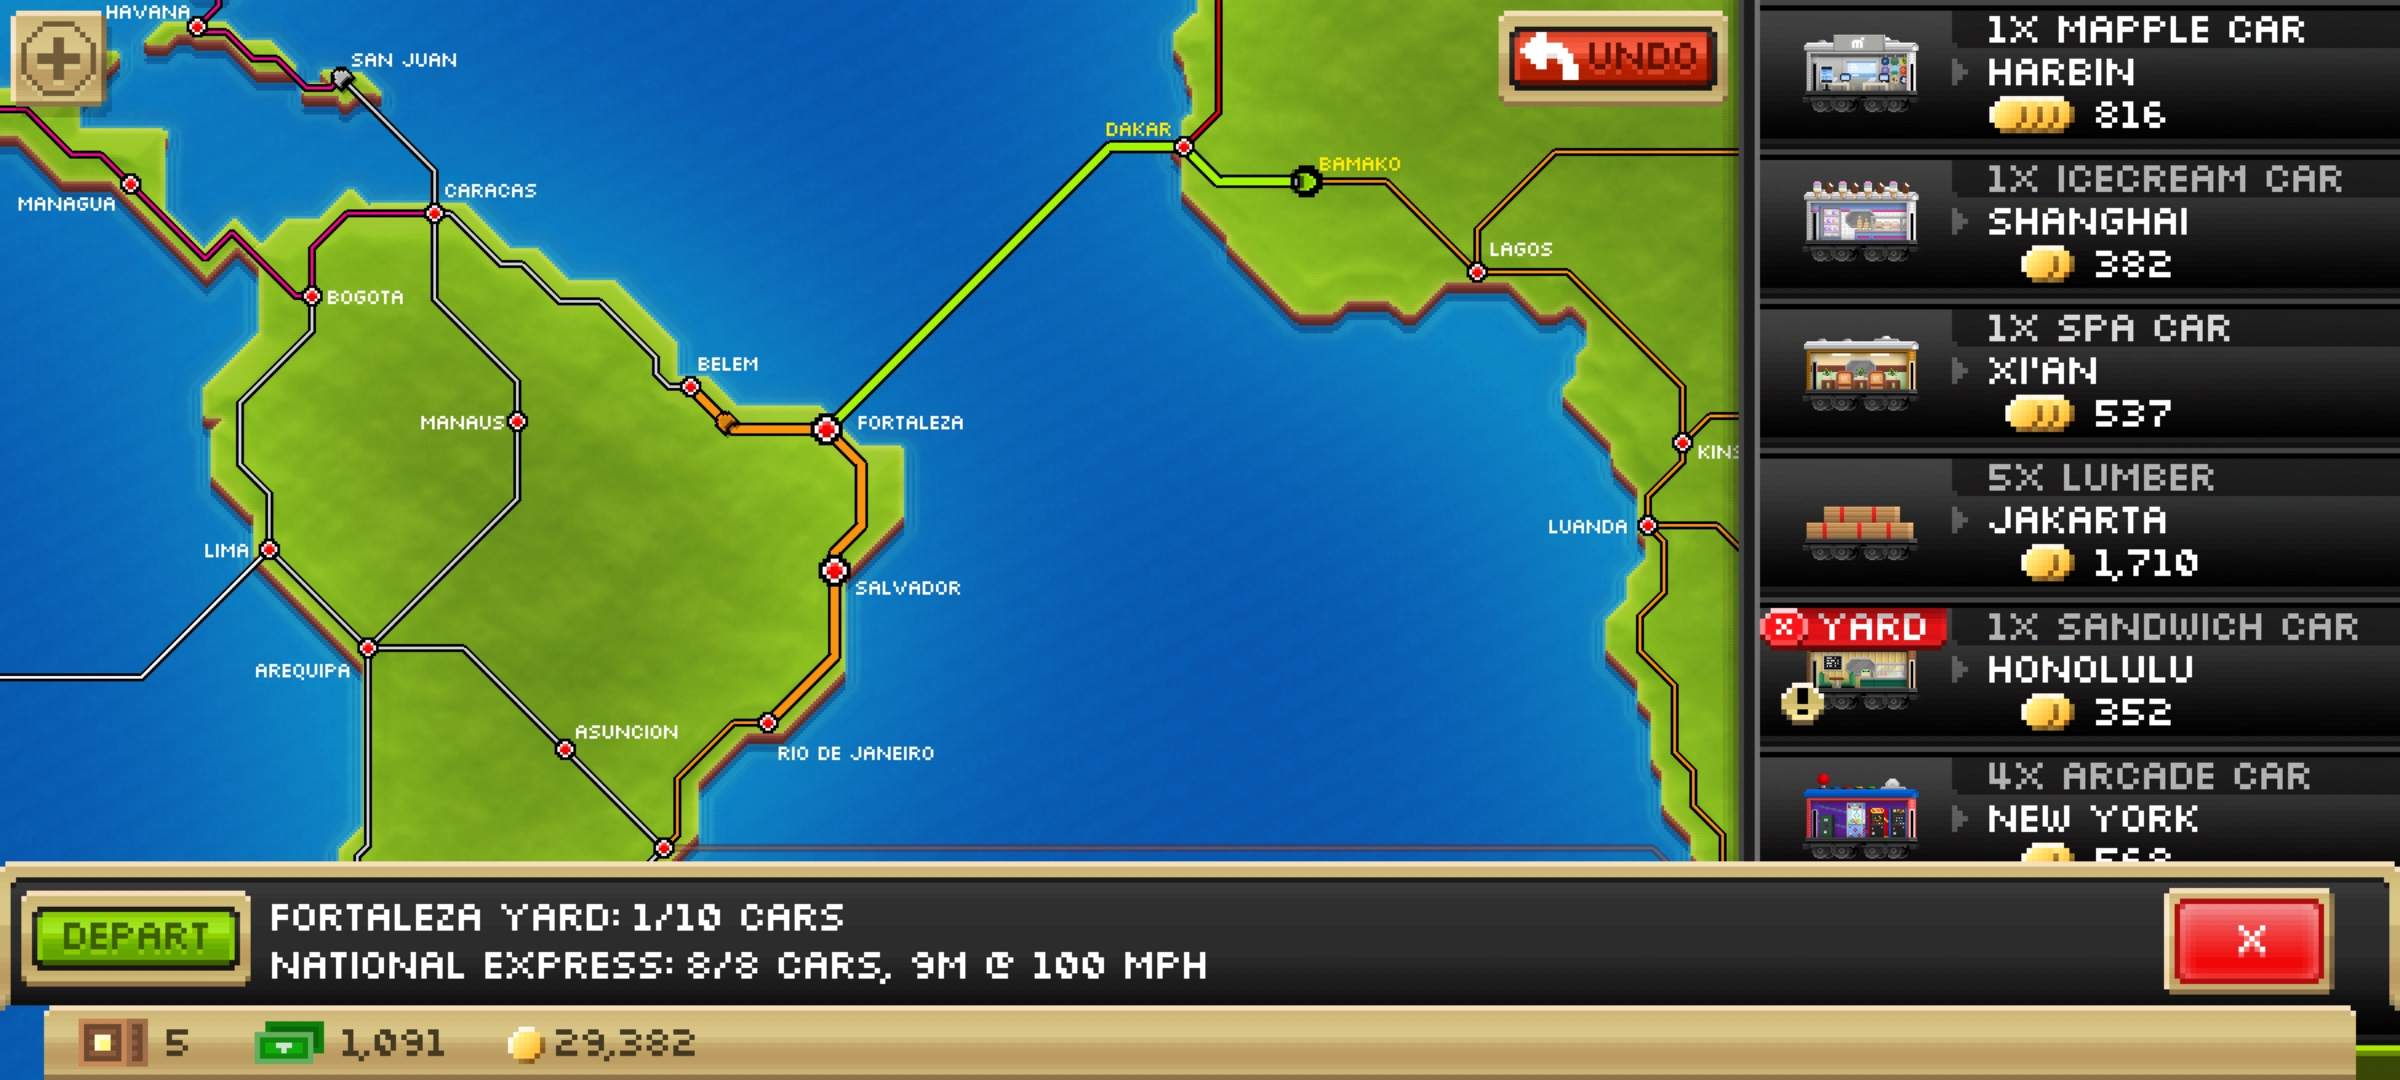 HAVANA
SAN JUAN
UNDO
DAKAR
BAMAKO
CARACAS
MANAGUA
LAGOS
BOGOTA
BELEM
MANAUS
FORTALEZA
KINS
LUANDA
LIMA
SALVADOR
AREQUIPA
ASUNCION
RIO DE JANEIRO
1X MAPPLE CAR
HARBIN
816
1X ICECREAM CAR
SHANGHAI
382
1X SPA CAR
XI'AN
537
5X LUMBER
JAKARTA
1,710
X YARD
1X SANDWICH CAR
HONOLULU
352
4X ARCADE CAR
NEW YORK
DEPART
FORTALEZA YARD: 1/10 CARS
NATIONAL EXPRESS: 8/8 CARS, 9M @ 100 MPH
X
5
1,091
29,382